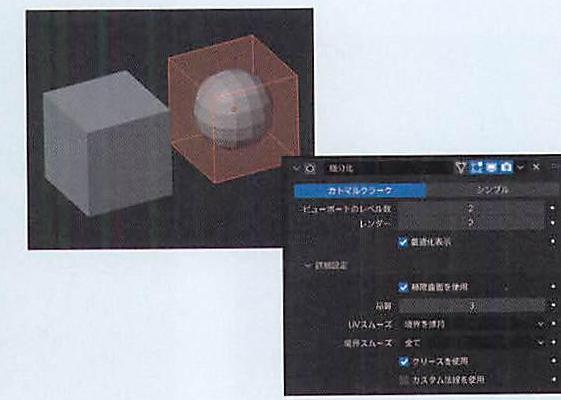 細分化
カトマルクラーク シンプル
ビューポートのレベル数 2
レンダー 2
最適化表示
詳細設定
極限曲面を使用
品質 3
UVスムーズ 境界を維持
境界スムーズ 全て
クリースを使用
カスタム法線を使用